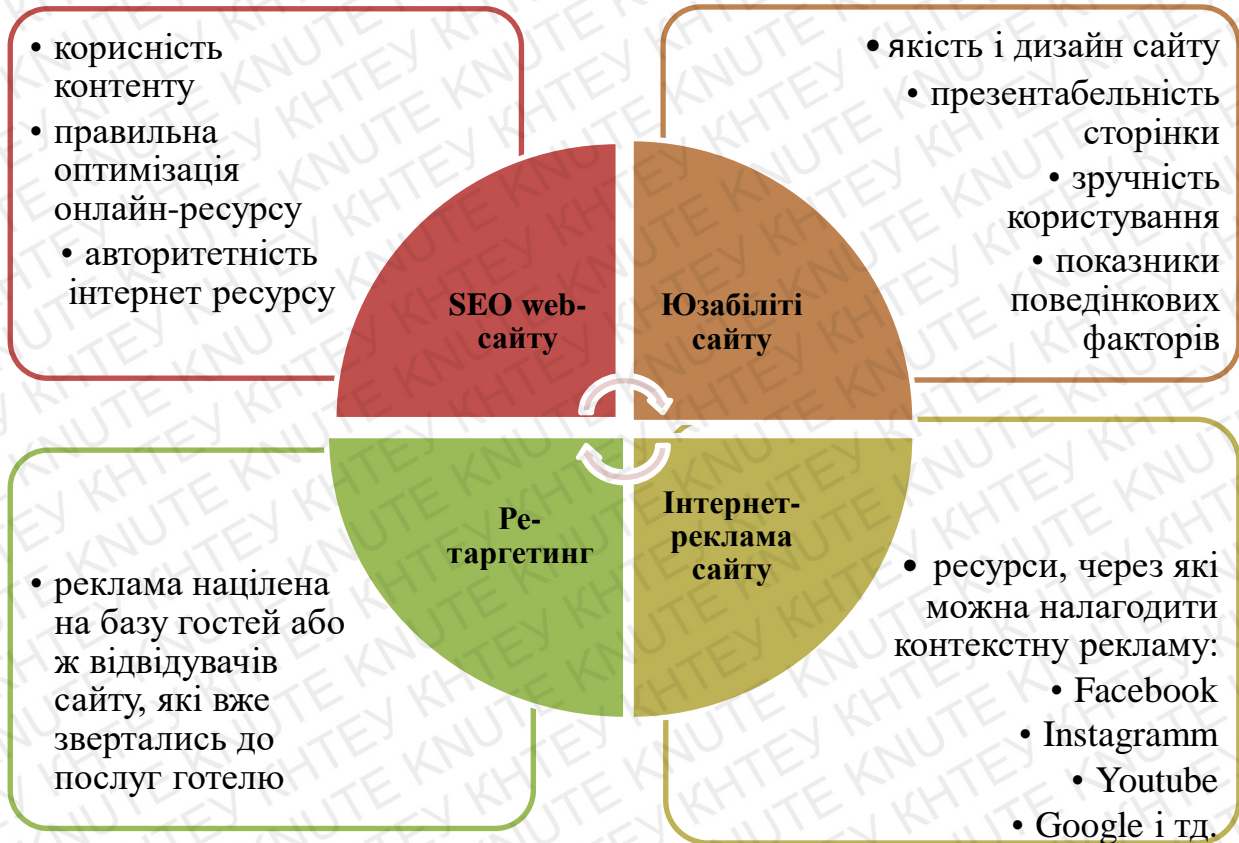 • корисність
контенту
• правильна
оптимізація
онлайн-ресурсу
• авторитетність
інтернет ресурсу
• якість і дизайн сайту
• презентабельність
сторінки
• зручність
користування
• показники
поведінкових
факторів
SEO web-
сайту
Юзабіліті
сайту
Ре-
таргетинг
Інтернет-
реклама
сайту
• реклама націлена
на базу гостей або
ж відвідувачів
сайту, які вже
звертались до
послуг готелю
• ресурси, через які
можна налагодити
контекстну рекламу:
• Facebook
• Instagramm
• Youtube
• Google і тд.